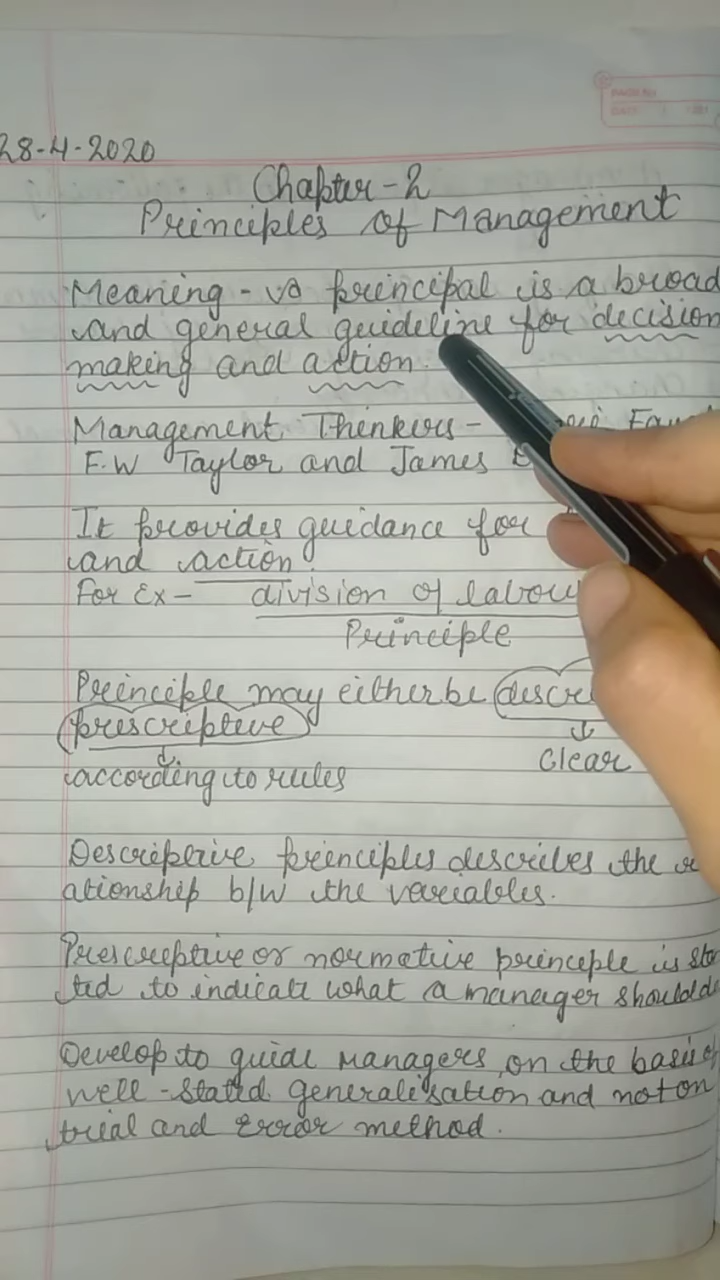 28-4-2020
Chapter-2
Principles of Management
Meaning - A principal is a broad
and general guideline for decision
making and action.
Management Thinkers -
F.W Taylor and James
It provides guidance for
and action.
For Ex - division of labour
Principle
Principle may either be
prescriptive
Clear
according to rules
Descriptive principles describes the r
ationship b/w the variables.
Prescriptive or normative principle is sta
ted to indicate what a manager should d
Develop to guide managers on the basis of
well-stated generalisation and not on
trial and error method.